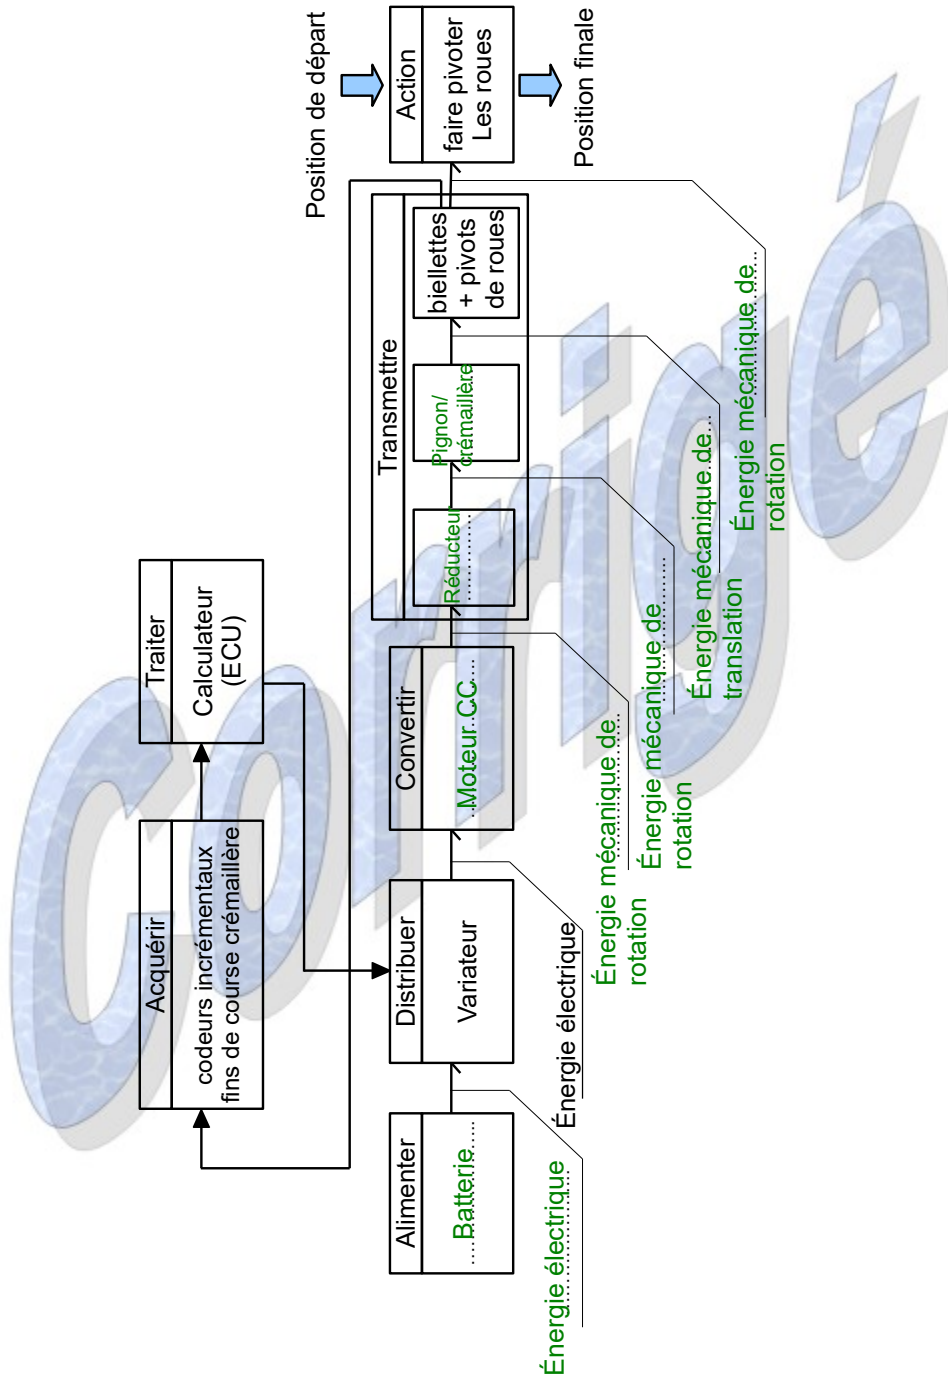 Acquérir
codeurs incrémentaux
fins de course crémaillère
Traiter
Calculateur
(ECU)
Alimenter
Batterie
Distribuer
Variateur
Convertir
Moteur CC
Transmettre
Réducteur
Pignon/
crémaillère
biellettes
+ pivots
de roues
Position de départ
Action
faire pivoter
Les roues
Position finale
Énergie électrique
Énergie électrique
Énergie mécanique de
rotation
Énergie mécanique de
rotation
Énergie mécanique de
translation
Énergie mécanique de
rotation
Corrigé